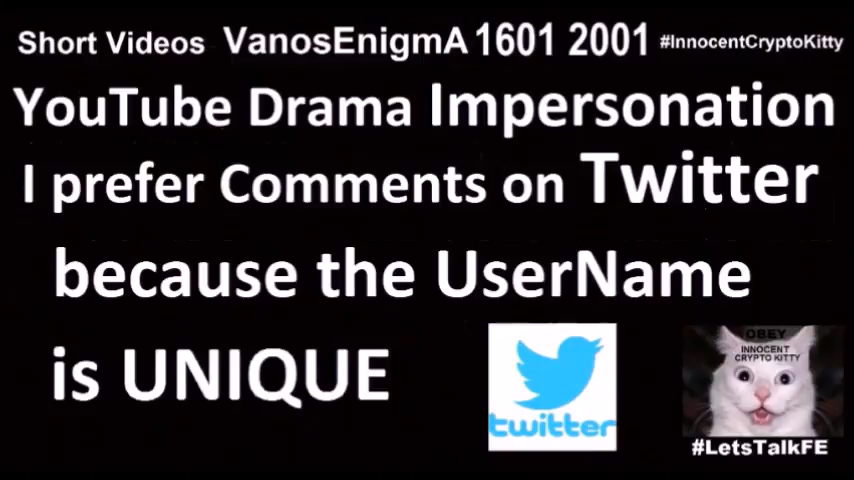 Short Videos VanosEnigmA 1601 2001 #InnocentCryptoKitty
YouTube Drama Impersonation
I prefer Comments on Twitter
because the UserName
is UNIQUE
twitter
OBEY
INNOCENT
CRYPTO KITTY
#LetsTalkFE